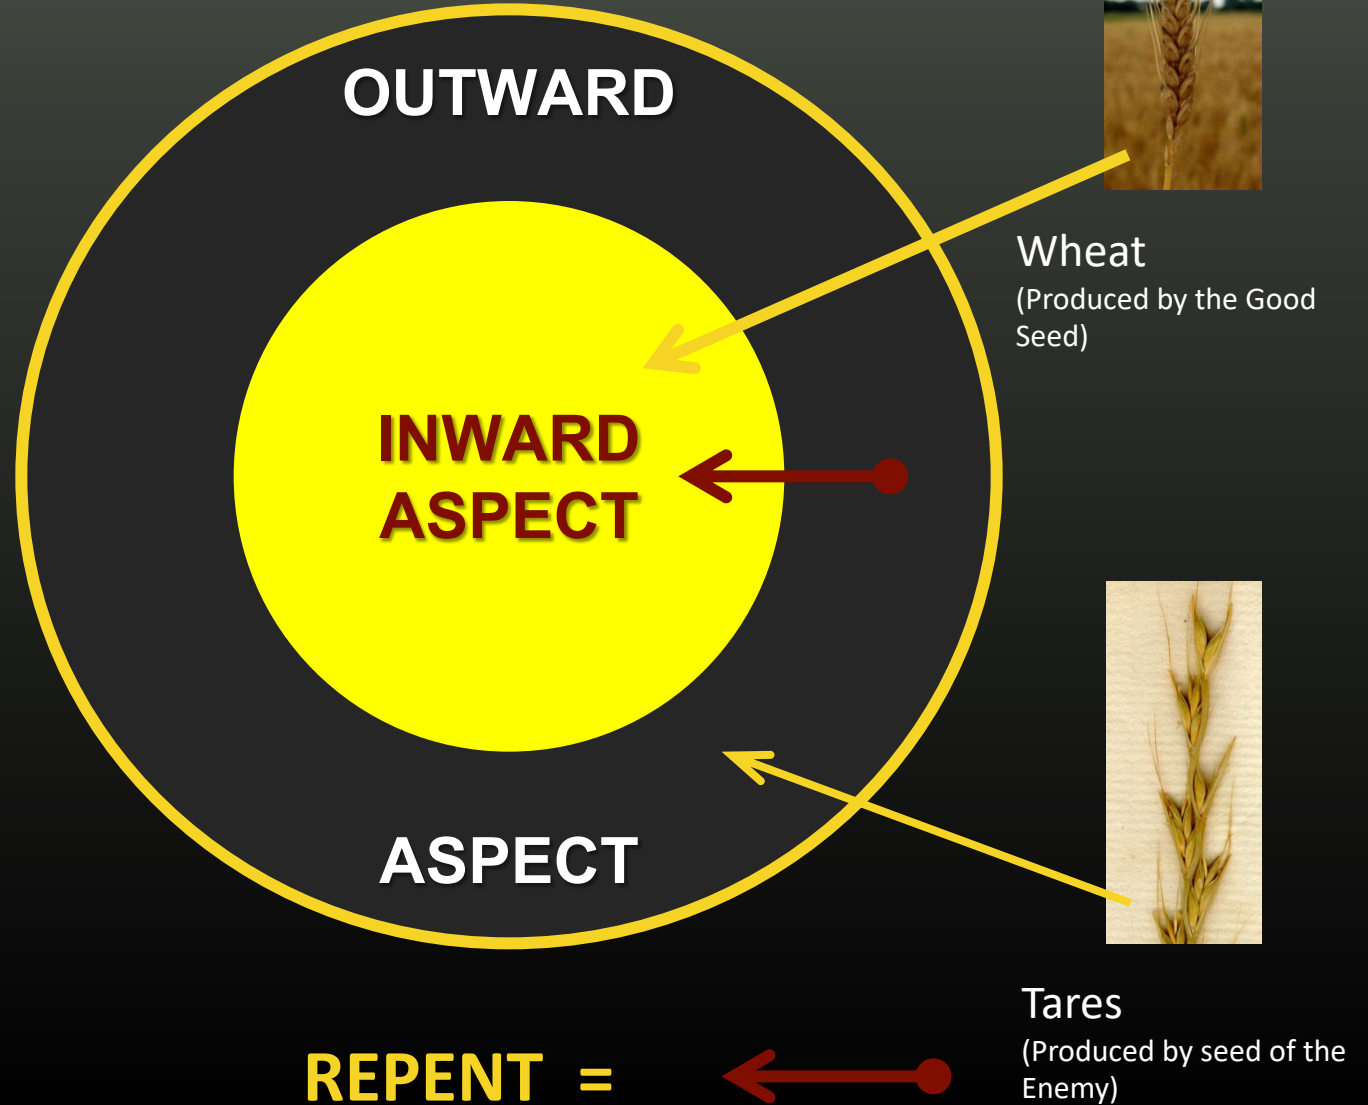 OUTWARD
Wheat
(Produced by the Good
Seed)
INWARD
ASPECT
ASPECT
Tares
(Produced by seed of the
Enemy)
REPENT =